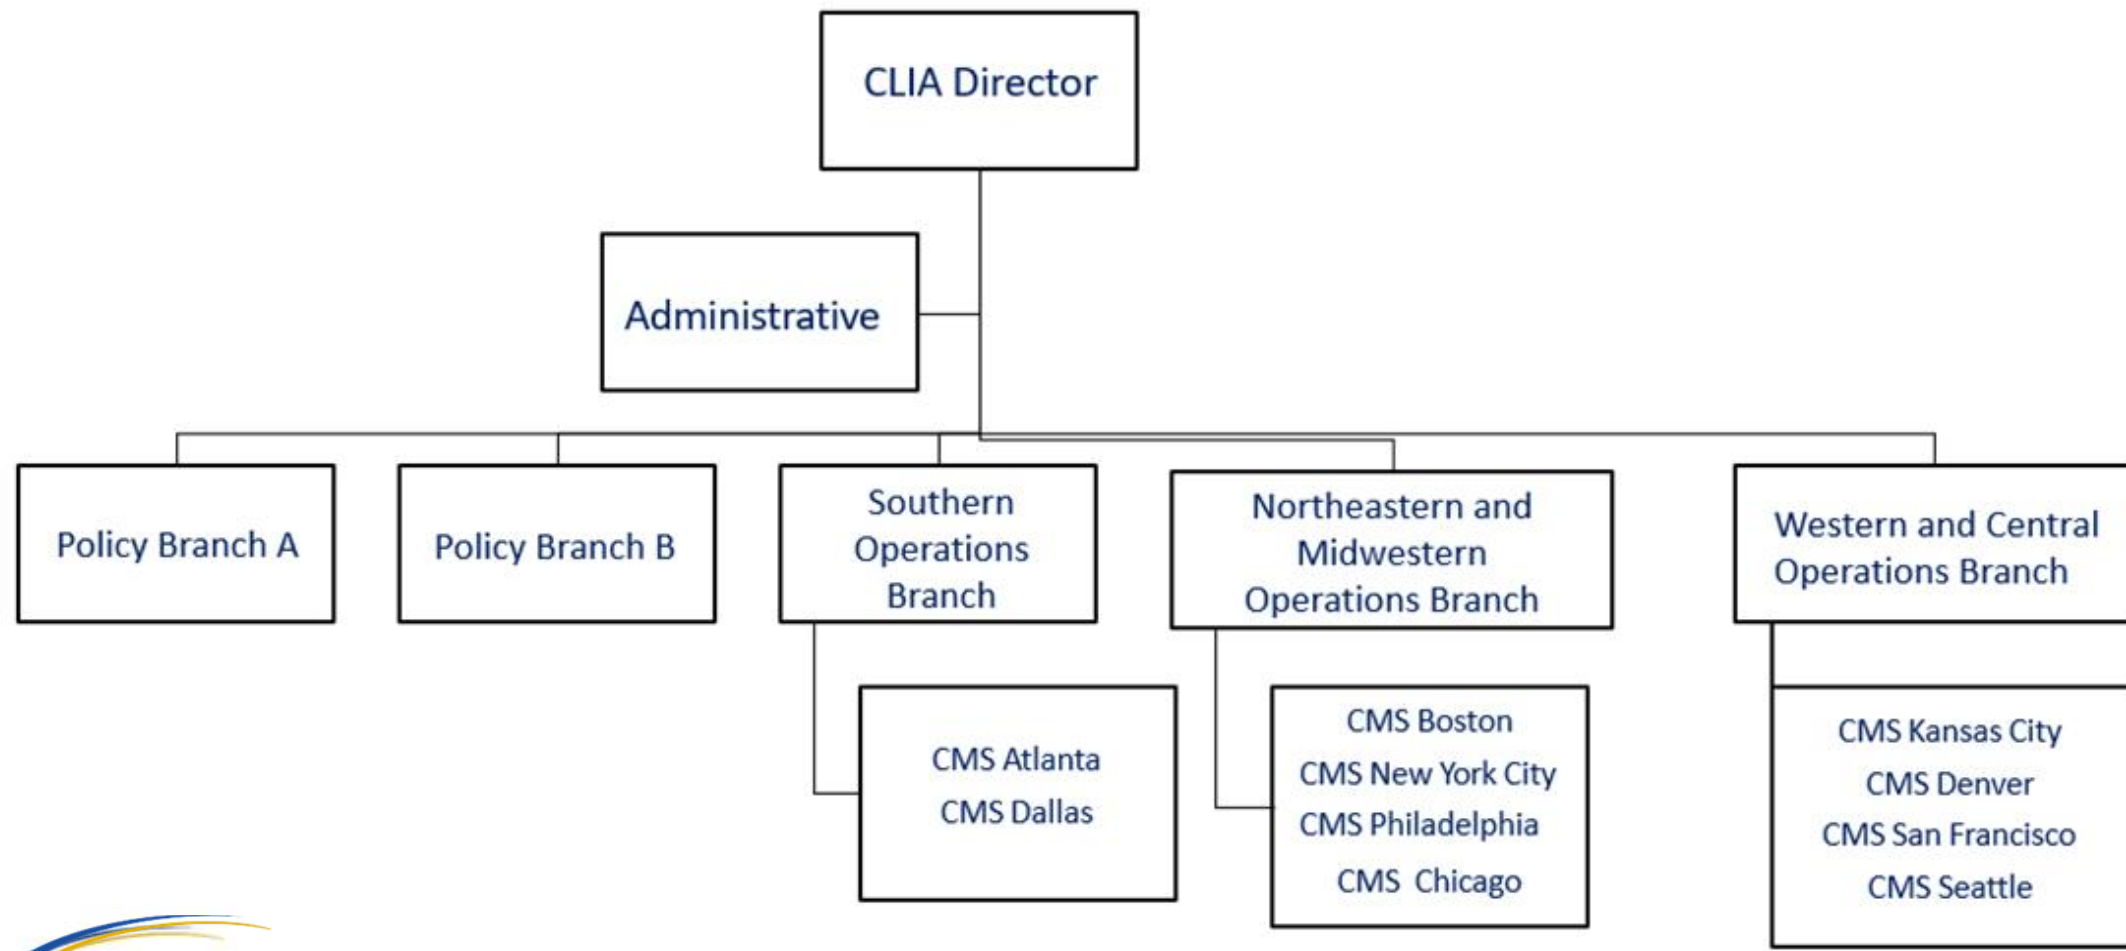 CLIA Director
Administrative
Policy Branch A
Policy Branch B
Southern
Operations
Branch
Northeastern and
Midwestern
Operations Branch
Western and Central
Operations Branch
CMS Atlanta
CMS Dallas
CMS Boston
CMS New York City
CMS Philadelphia
CMS Chicago
CMS Kansas City
CMS Denver
CMS San Francisco
CMS Seattle